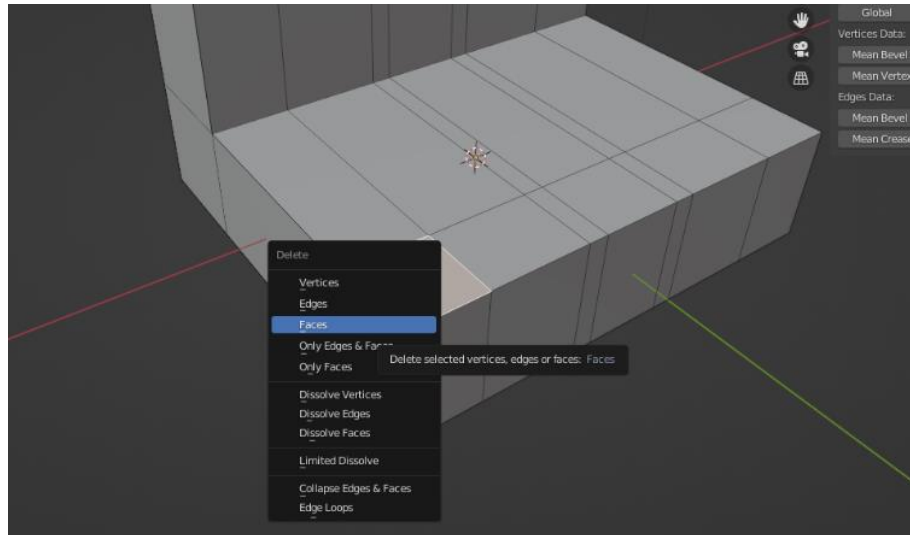 Global
Vertices Data:
Mean Bevel
Mean Vertex
Edges Data:
Mean Bevel
Mean Crease
Delete
Vertices
Edges
Faces
Only Edges & Faces
Only Faces
Delete selected vertices, edges or faces: Faces
Dissolve Vertices
Dissolve Edges
Dissolve Faces
Limited Dissolve
Collapse Edges & Faces
Edge Loops